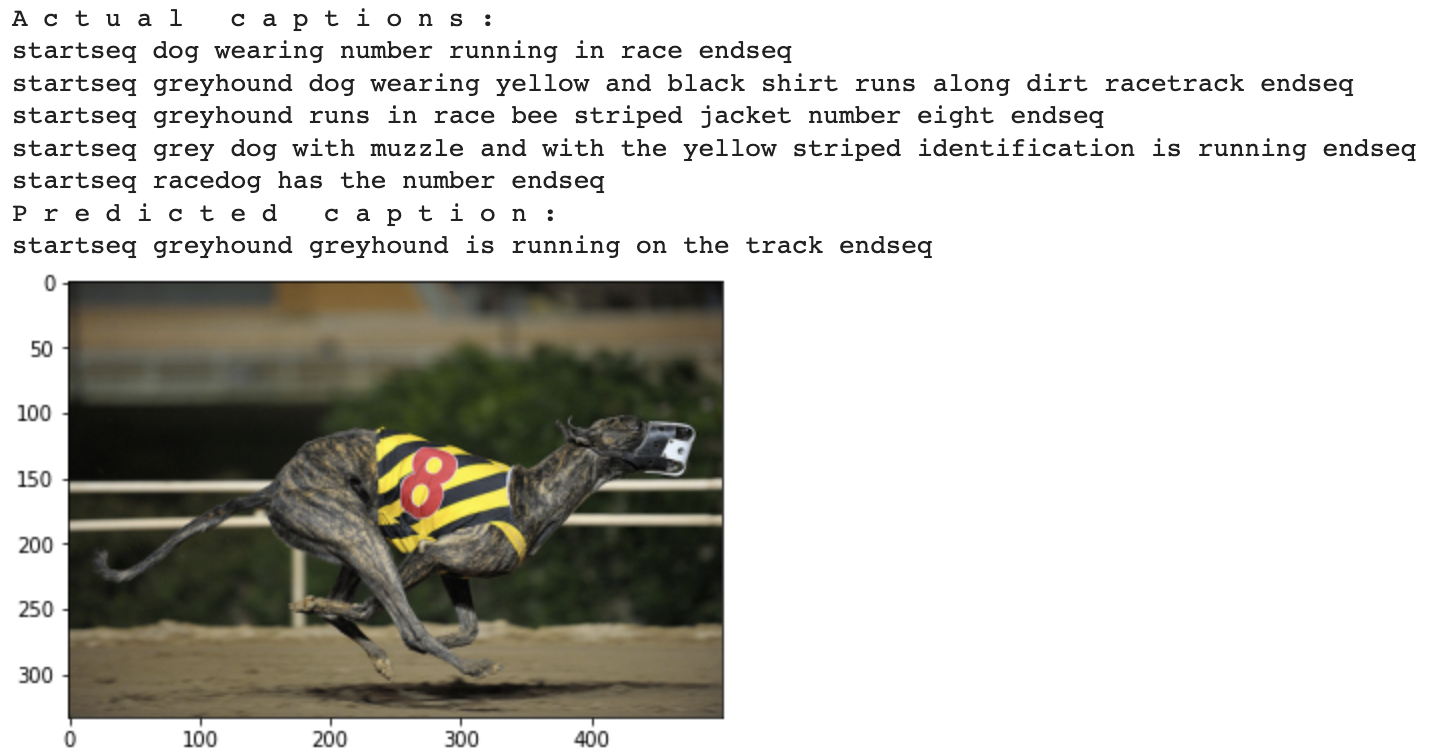 Actual captions:
startseq dog wearing number running in race endseq
startseq greyhound dog wearing yellow and black shirt runs along dirt racetrack endseq
startseq greyhound runs in race bee striped jacket number eight endseq
startseq grey dog with muzzle and with the yellow striped identification is running endseq
startseq racedog has the number endseq
Predicted caption:
startseq greyhound greyhound is running on the track endseq
0
50
100
150
8
200
250
300
0 100 200 300 400